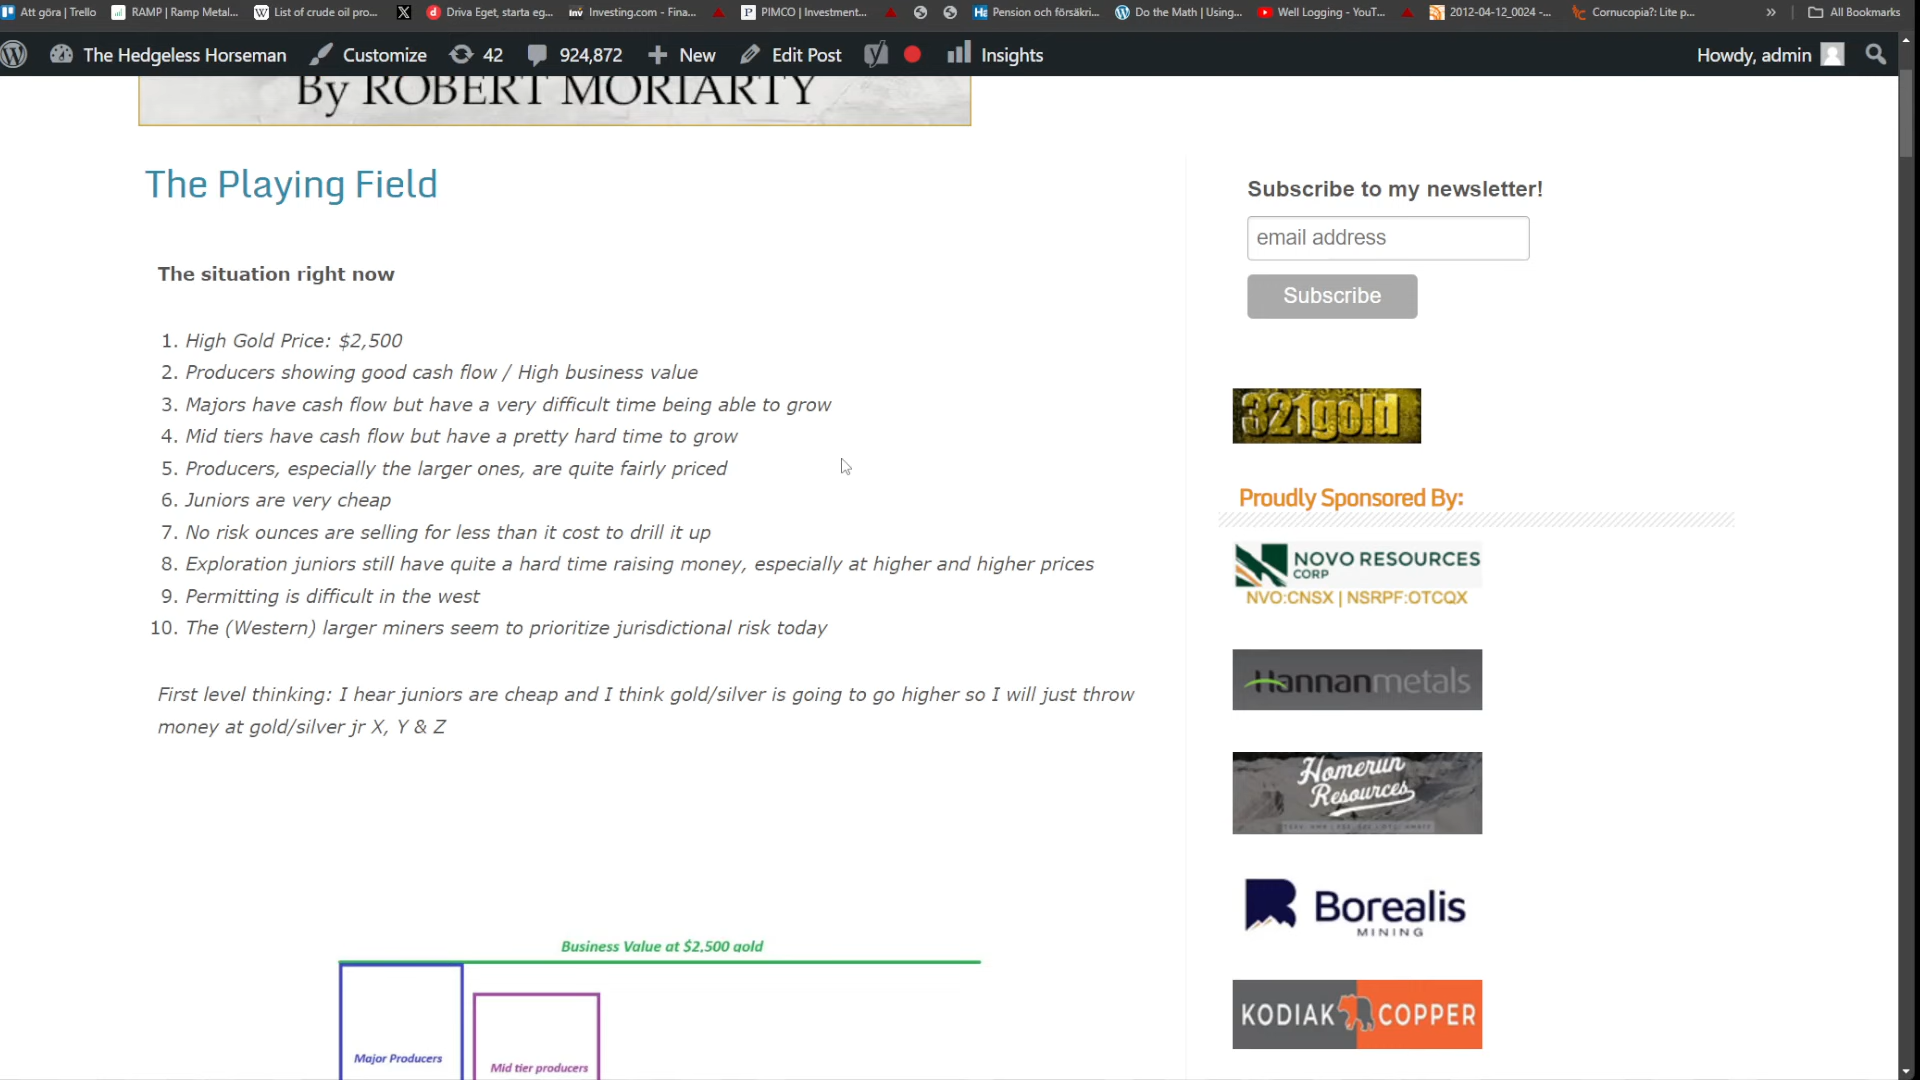 Att göra | Trello
RAMP | Ramp Metal...
List of crude oil pro...
Driva Eget, starta eg...
Investing.com - Fina...
PIMCO | Investment...
Pension och försäkri...
Do the Math | Using...
Well Logging - YouT...
2012-04-12_0024 -...
Cornucopia?: Lite p...
»
All Bookmarks
The Hedgeless Horseman
Customize
42
924,872
New
Edit Post
Insights
Howdy, admin
By ROBERT MORIARTY
The Playing Field
The situation right now
1. High Gold Price: $2,500
2. Producers showing good cash flow / High business value
3. Majors have cash flow but have a very difficult time being able to grow
4. Mid tiers have cash flow but have a pretty hard time to grow
5. Producers, especially the larger ones, are quite fairly priced
6. Juniors are very cheap
7. No risk ounces are selling for less than it cost to drill it up
8. Exploration juniors still have quite a hard time raising money, especially at higher and higher prices
9. Permitting is difficult in the west
10. The (Western) larger miners seem to prioritize jurisdictional risk today
First level thinking: I hear juniors are cheap and I think gold/silver is going to go higher so I will just throw
money at gold/silver jr X, Y & Z
Business Value at $2,500 gold
Major Producers
Mid tier producers
Subscribe to my newsletter!
email address
Subscribe
321gold
Proudly Sponsored By:
NOVO RESOURCES
CORP
NVO:CNSX | NSRPF:OTCQX
Hannanmetals
Homerun
Resources
Borealis
MINING
KODIAK COPPER